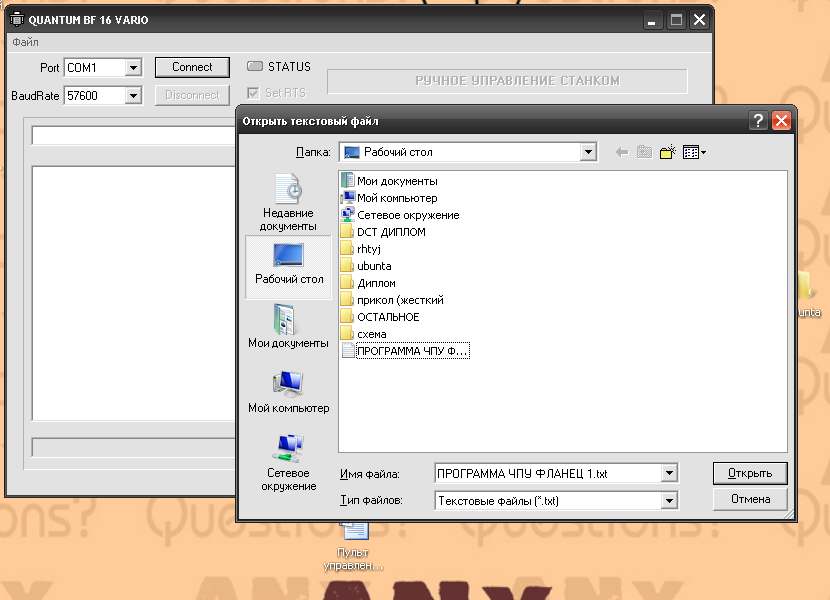 QUANTUM BF 16 VARIO
Файл
Port COM1 Connect STATUS
РУЧНОЕ УПРАВЛЕНИЕ СТАНКОМ
BaudRate 57600 Disconnect Set RTS
Открыть текстовый файл
Папка: Рабочий стол
Недавние документы
Рабочий стол
Мои документы
Мой компьютер
Сетевое окружение
Мои документы
Мой компьютер
Сетевое окружение
DСТ ДИПЛОМ
rhtyj
ubunta
Диплом
прикол (жесткий
ОСТАЛЬНОЕ
схема
ПРОГРАММА ЧПУ Ф...
Имя файла: ПРОГРАММА ЧПУ ФЛАНЕЦ 1.txt Открыть
Тип файлов: Текстовые файлы (*.txt) Отмена
unta
Questions?
Пульт
управлен...